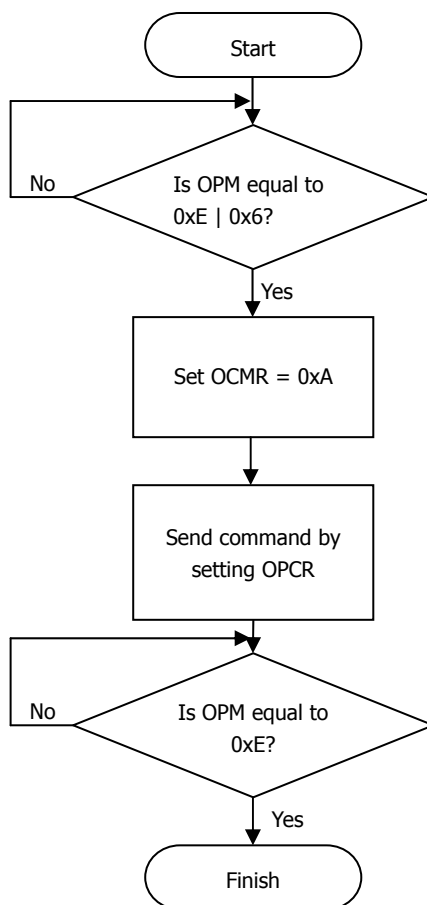 Start
No
Is OPM equal to
0xE | 0x6?
Yes
Set OCMR = 0xA
Send command by
setting OPCR
No
Is OPM equal to
0xE?
Yes
Finish